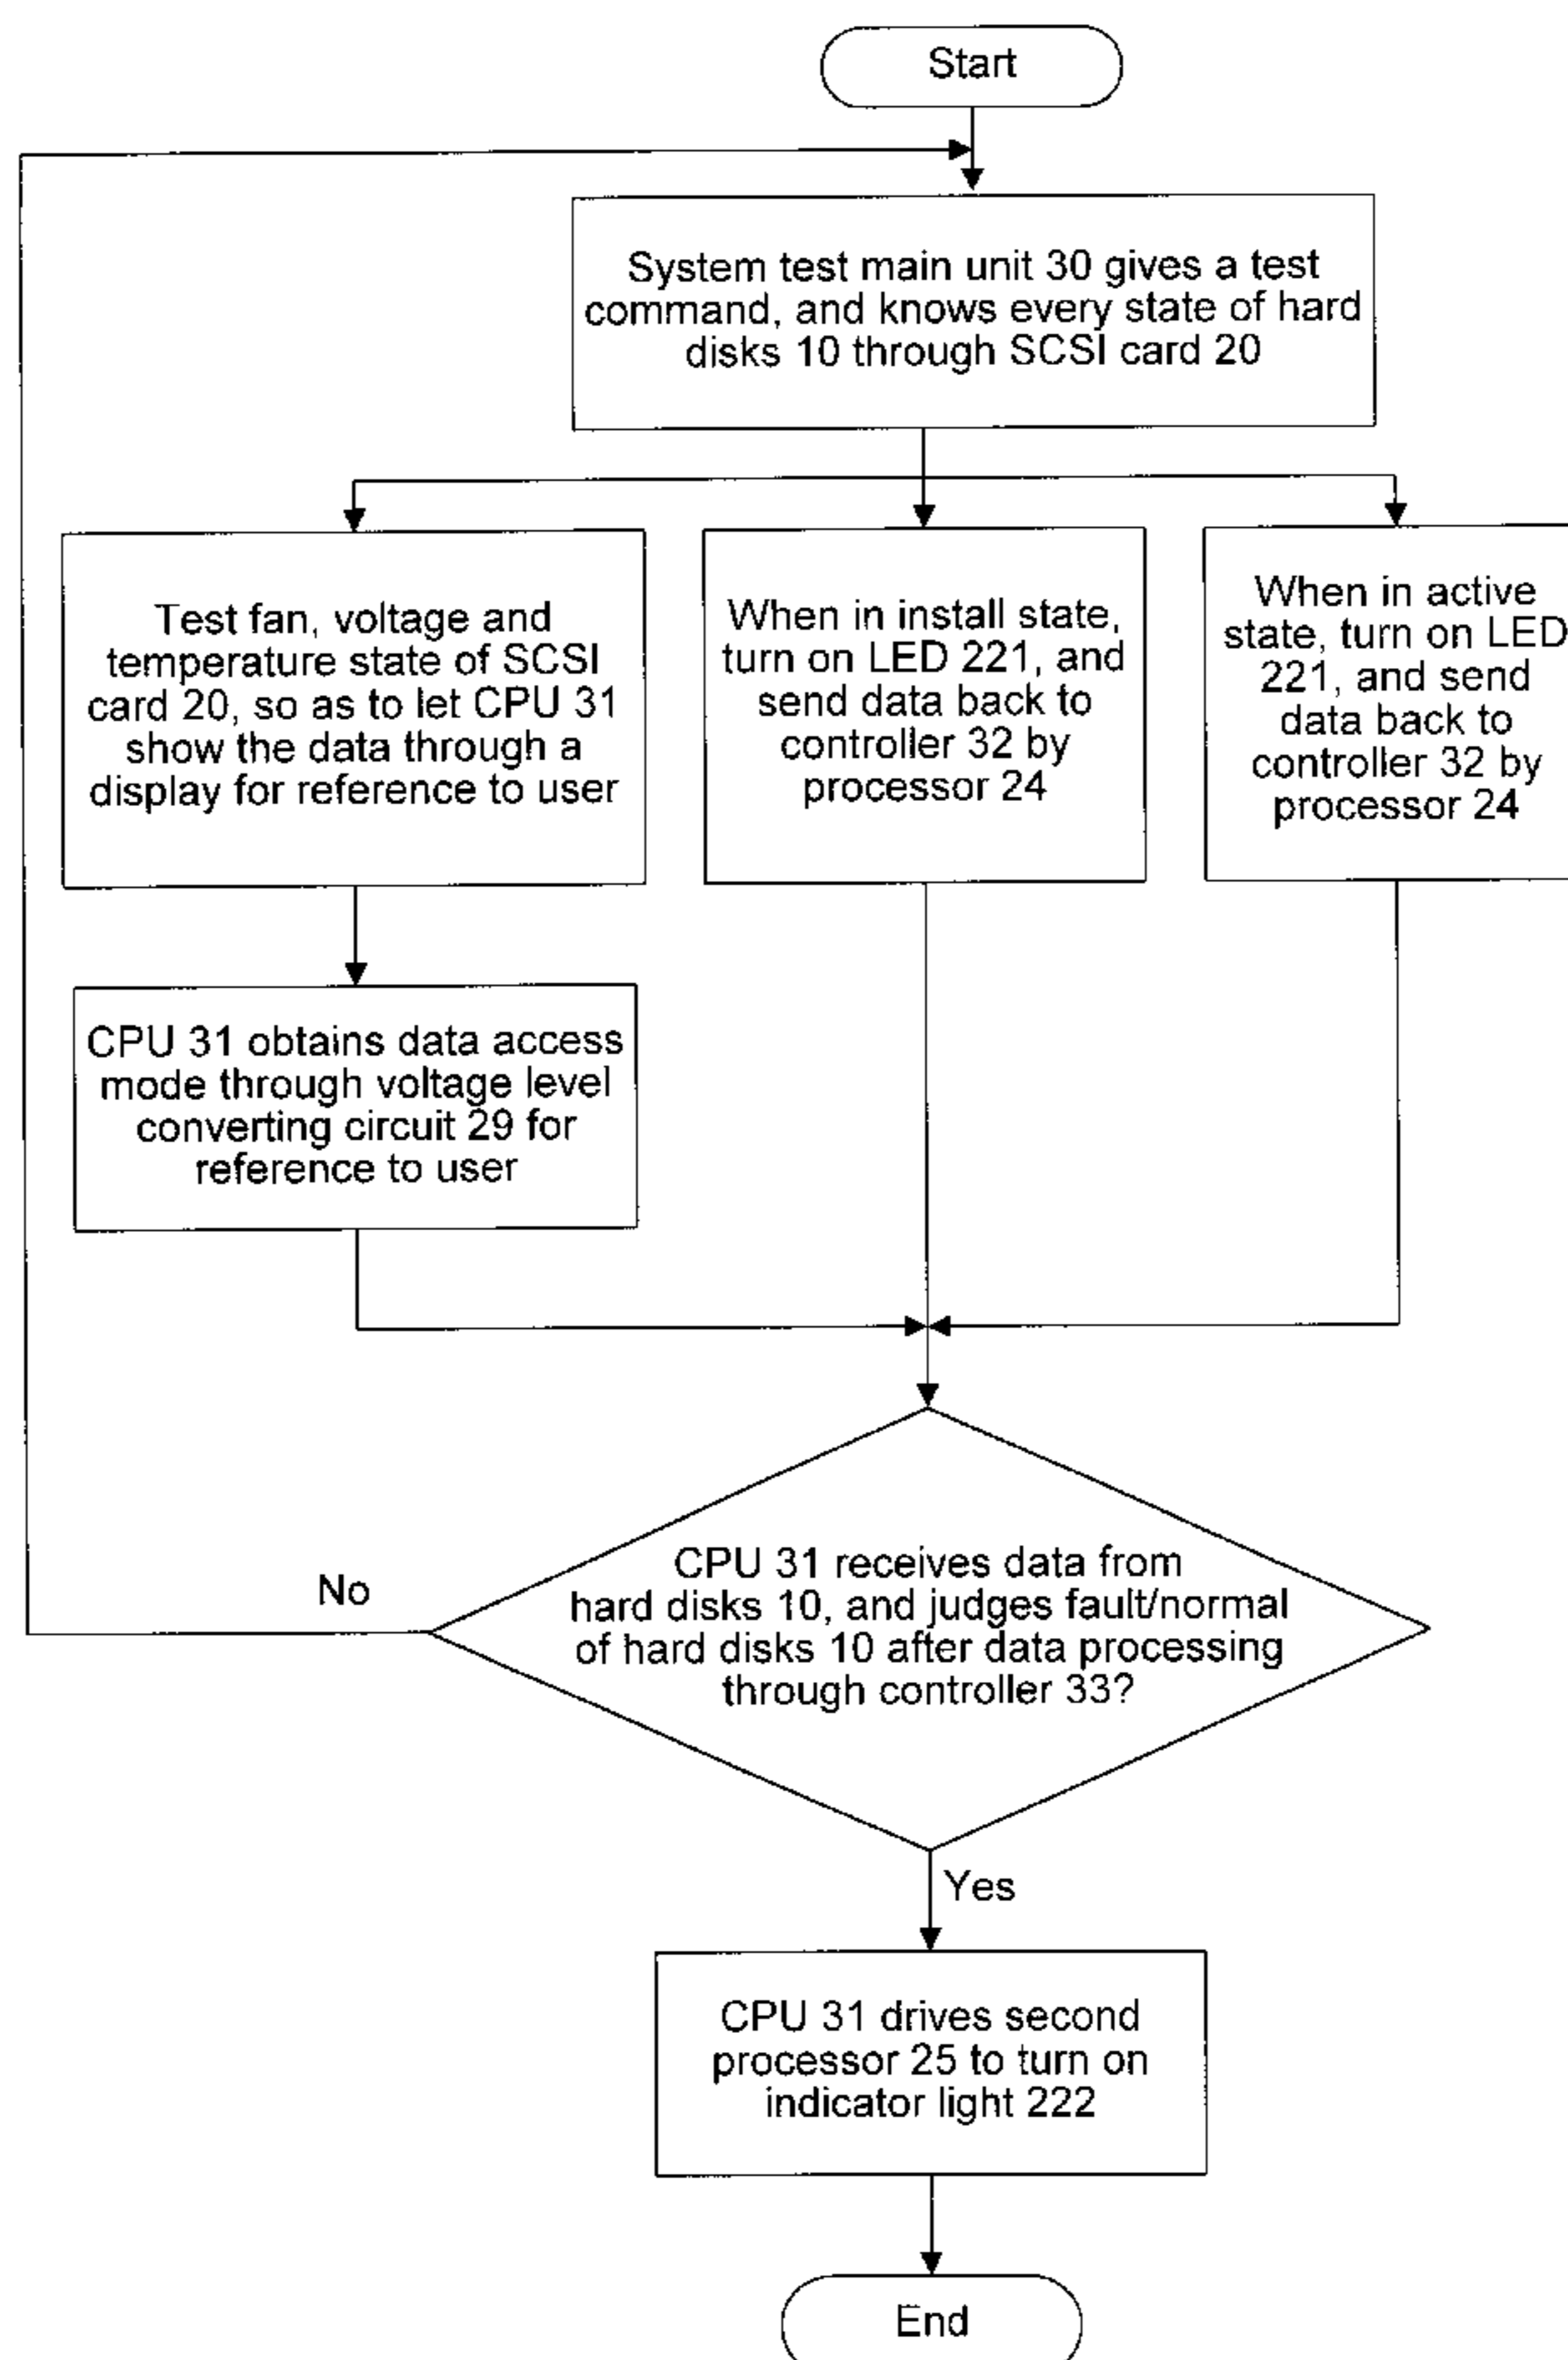 Start
System test main unit 30 gives a test
command, and knows every state of hard
disks 10 through SCSI card 20
Test fan, voltage and
temperature state of SCSI
card 20, so as to let CPU 31
show the data through a
display for reference to user
When in install state,
turn on LED 221, and
send data back to
controller 32 by
processor 24
When in active
state, turn on LED
221, and send
data back to
controller 32 by
processor 24
CPU 31 obtains data access
mode through voltage level
converting circuit 29 for
reference to user
No
CPU 31 receives data from
hard disks 10, and judges fault/normal
of hard disks 10 after data processing
through controller 33?
Yes
CPU 31 drives second
processor 25 to turn on
indicator light 222
End